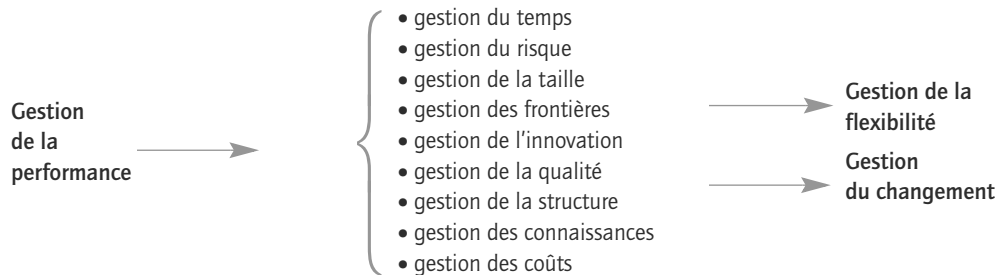 Gestion
de la
performance
• gestion du temps
• gestion du risque
• gestion de la taille
• gestion des frontières
• gestion de l'innovation
• gestion de la qualité
• gestion de la structure
• gestion des connaissances
• gestion des coûts
Gestion de la
flexibilité
Gestion
du changement